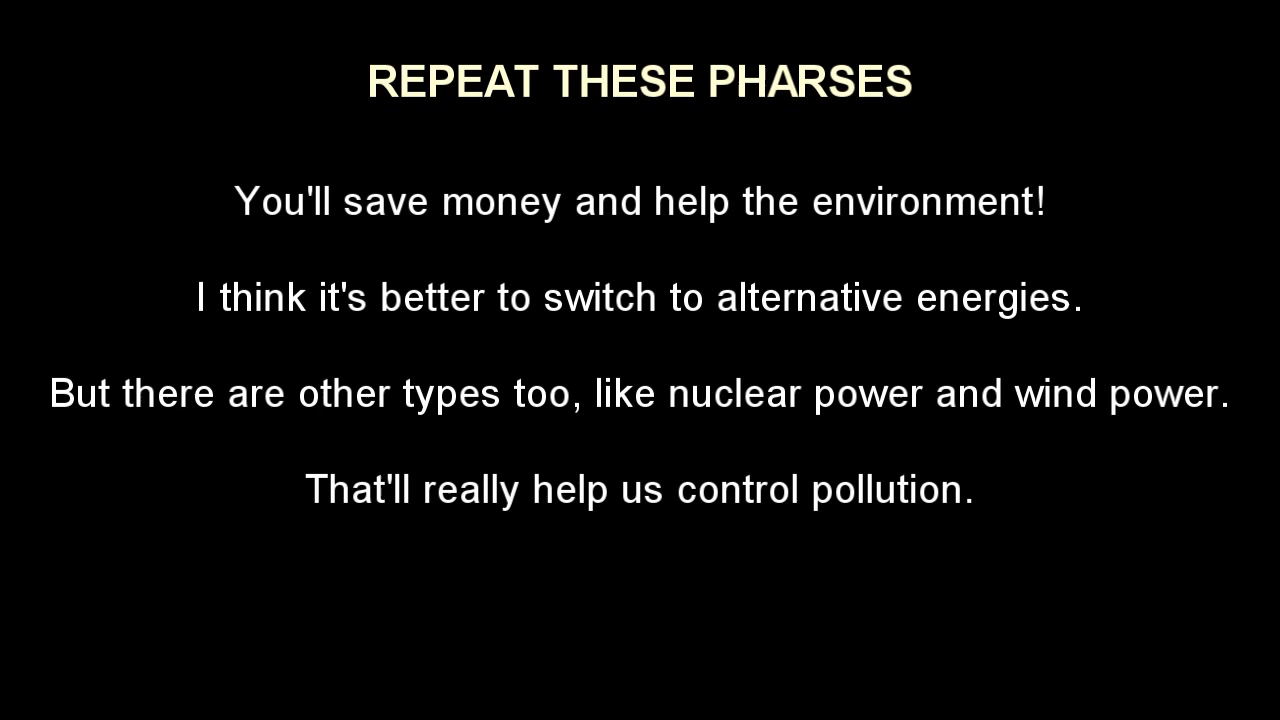 REPEAT THESE PHARSES
You'll save money and help the environment!
I think it's better to switch to alternative energies.
But there are other types too, like nuclear power and wind power.
That'll really help us control pollution.